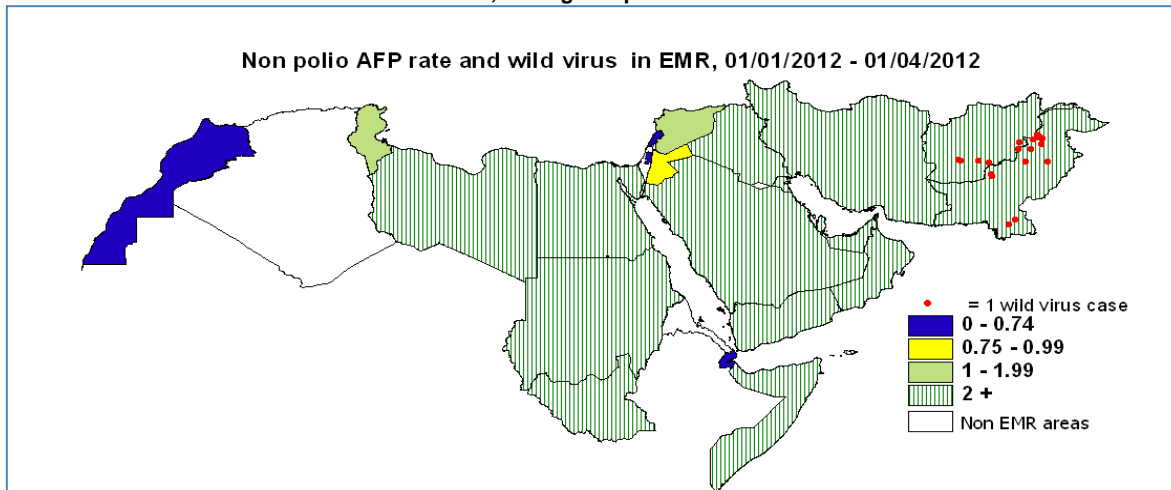 Non polio AFP rate and wild virus in EMR, 01/01/2012 - 01/04/2012
= 1 wild virus case
0 - 0.74
0.75 - 0.99
1 - 1.99
2 +
Non EMR areas